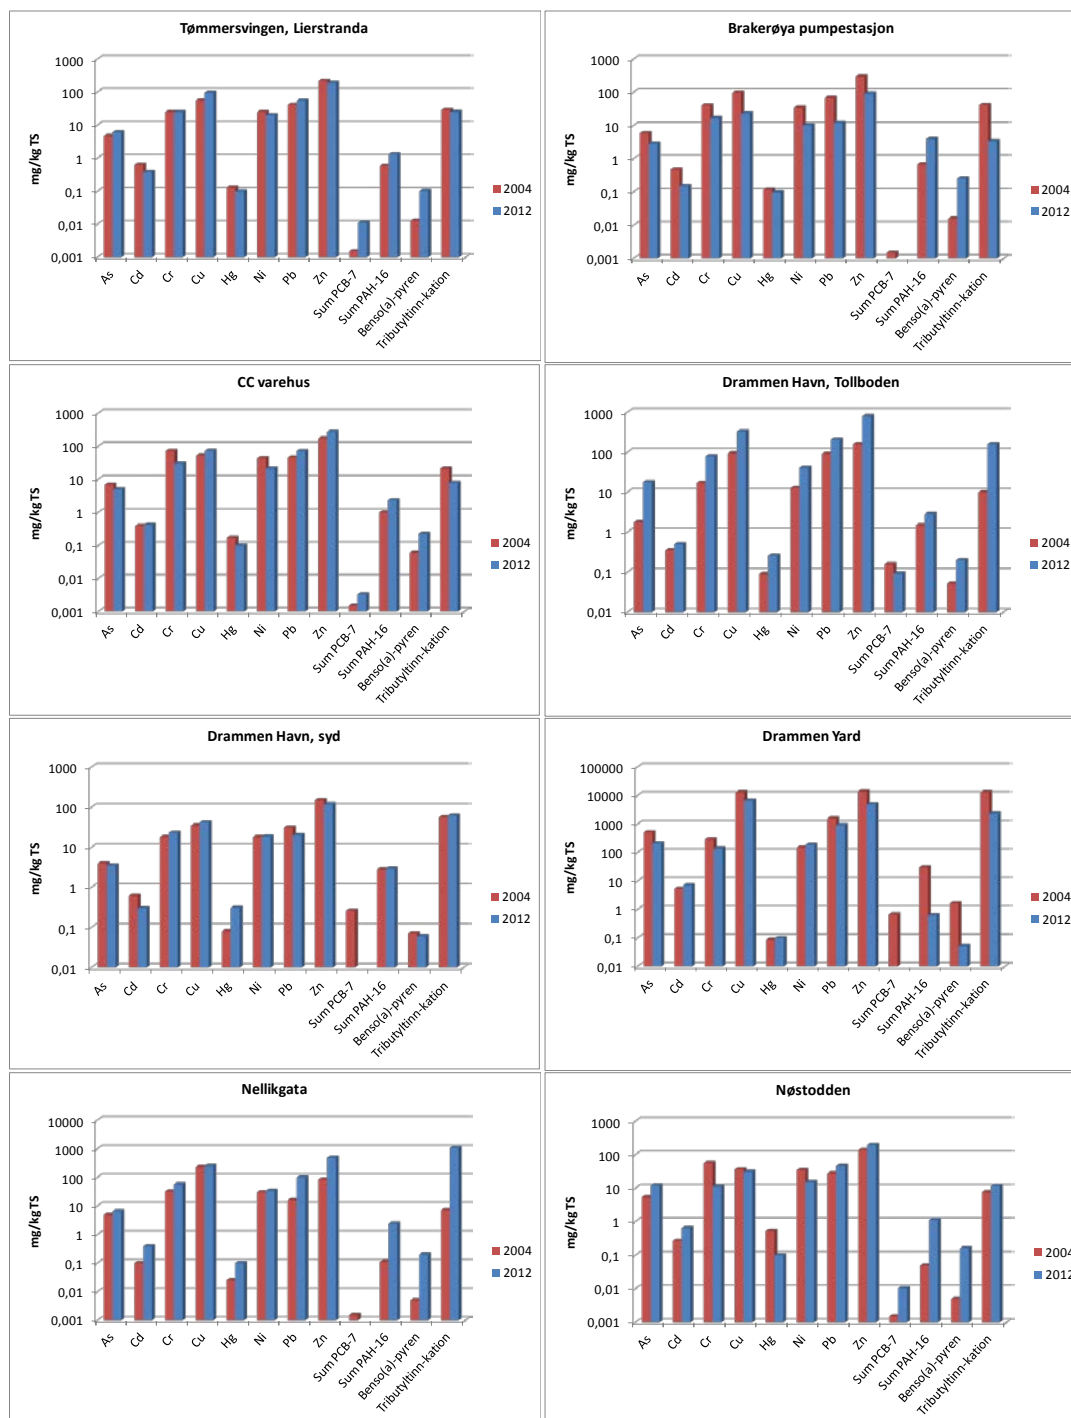 Tømmersvingen, Lierstranda
1000
100
10
1
0,1
0,01
0,001
mg/kg TS
As
Cd
Cr
Cu
Hg
Ni
Pb
Zn
Sum PCB-7
Sum PAH-16
Benso(a)-pyren
Tributyltinn-kation
2004
2012
Brakerøya pumpestasjon
1000
100
10
1
0,1
0,01
0,001
mg/kg TS
As
Cd
Cr
Cu
Hg
Ni
Pb
Zn
Sum PCB-7
Sum PAH-16
Benso(a)-pyren
Tributyltinn-kation
2004
2012
CC varehus
1000
100
10
1
0,1
0,01
0,001
mg/kg TS
As
Cd
Cr
Cu
Hg
Ni
Pb
Zn
Sum PCB-7
Sum PAH-16
Benso(a)-pyren
Tributyltinn-kation
2004
2012
Drammen Havn, Tollboden
1000
100
10
1
0,1
0,01
mg/kg TS
As
Cd
Cr
Cu
Hg
Ni
Pb
Zn
Sum PCB-7
Sum PAH-16
Benso(a)-pyren
Tributyltinn-kation
2004
2012
Drammen Havn, syd
1000
100
10
1
0,1
0,01
mg/kg TS
As
Cd
Cr
Cu
Hg
Ni
Pb
Zn
Sum PCB-7
Sum PAH-16
Benso(a)-pyren
Tributyltinn-kation
2004
2012
Drammen Yard
100000
10000
1000
100
10
1
0,1
0,01
mg/kg TS
As
Cd
Cr
Cu
Hg
Ni
Pb
Zn
Sum PCB-7
Sum PAH-16
Benso(a)-pyren
Tributyltinn-kation
2004
2012
Nellikgata
10000
1000
100
10
1
0,1
0,01
0,001
mg/kg TS
As
Cd
Cr
Cu
Hg
Ni
Pb
Zn
Sum PCB-7
Sum PAH-16
Benso(a)-pyren
Tributyltinn-kation
2004
2012
Nøstodden
1000
100
10
1
0,1
0,01
0,001
mg/kg TS
As
Cd
Cr
Cu
Hg
Ni
Pb
Zn
Sum PCB-7
Sum PAH-16
Benso(a)-pyren
Tributyltinn-kation
2004
2012